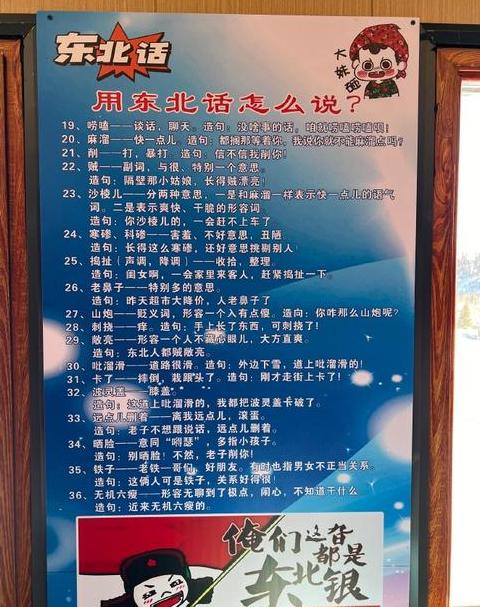 东北话
大辣面
用东北话怎么说？
19、唠嗑——谈话，聊天。造句：没啥事的话，咱就唠嗑唠嗑呗！
20、麻溜——快一点儿。造句：都搁那等着你，我说你就不能麻溜点吗？
21、削——打，暴打。造句：信不信我削你！
22、贼——副词，与很、特别一个意思。
造句：隔壁那小姑娘，长得贼漂亮！
23、沙楞儿——分两种意思，一是和麻溜一样表示快一点儿的语气
词。二是表示爽快、干脆的形容词
造句：你沙楞儿的，一会赶不上车了
24、寒碜、科碜——害羞、不好意思，丑陋
造句：长得这么寒碜，还好意思挑剔别人！
25、捣扯（声调，降调）——收拾，整理。
造句：闺女啊，一会家里来客人，赶紧捣扯一下。
26、老鼻子——特别多的意思。
造句：昨天超市大降价，人老鼻子了
27、山炮——贬义词，形容一个人有点傻。造向：你咋那么山炮呢？
28、刺挠——痒。造句：手上长了东西，可刺挠了！
29、敞亮——形容一个人不藏心眼儿，大方直爽。
造句：东北人都贼敞亮。
30、呲溜滑——道路很滑。造句：外边下雪，道上呲溜滑的！
31、卡了——摔倒，栽跟头了。造句：刚才走街上卡了！
32、波灵盖——膝盖。
造句：这道上呲溜滑的，我都把波灵盖卡破了。
33、远点儿删着——离我远点儿，滚蛋。
造句：老子不想跟说话，远点儿删着。
34、晒脸——意同“嘚瑟”，多指小孩子。
造句：别晒脸！不然，老子削你！
35、铁子——老铁——哥们，好朋友。有时也指男女不正当关系。
造句：这俩人可是铁子，关系好得很！
36、无机六瘦——形容无聊到了极点，闹心，不知道干什么
造句：近来无机六瘦的。
俺们这旮
都是
东北银